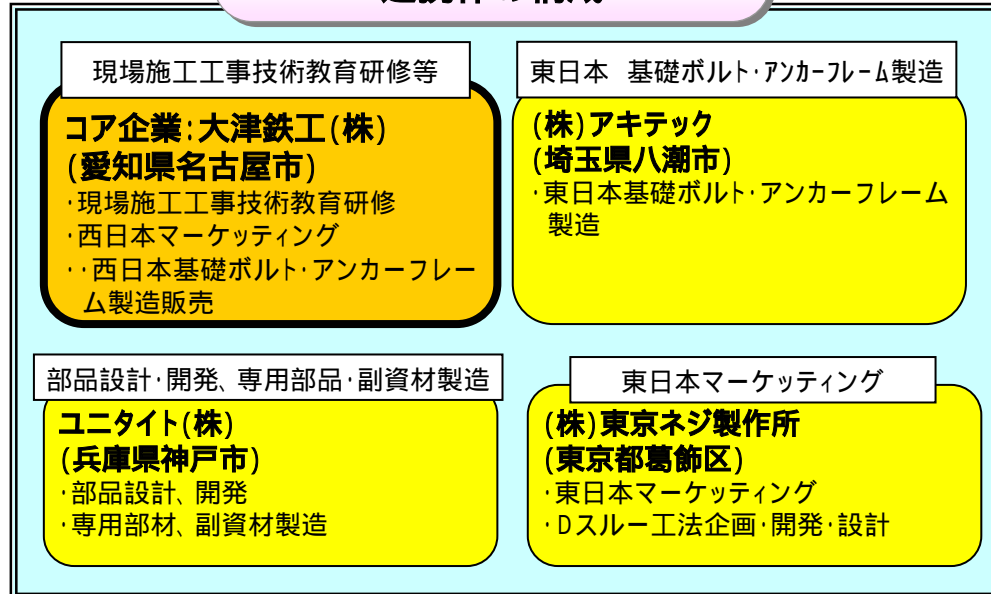 連携体の構成
現場施工工事技術教育研修等
コア企業:大津鉄工(株)
(愛知県名古屋市)
・現場施工工事技術教育研修
・西日本マーケッティング
・・西日本基礎ボルト・アンカーフレー
ム製造販売
東日本 基礎ボルト・アンカーフレーム製造
(株)アキテック
(埼玉県八潮市)
・東日本基礎ボルト・アンカーフレーム
製造
部品設計・開発、専用部品・副資材製造
ユニタイト(株)
(兵庫県神戸市)
・部品設計、開発
・専用部材、副資材製造
東日本マーケッティング
(株)東京ネジ製作所
(東京都葛飾区)
・東日本マーケッティング
・Dスルー工法企画・開発・設計